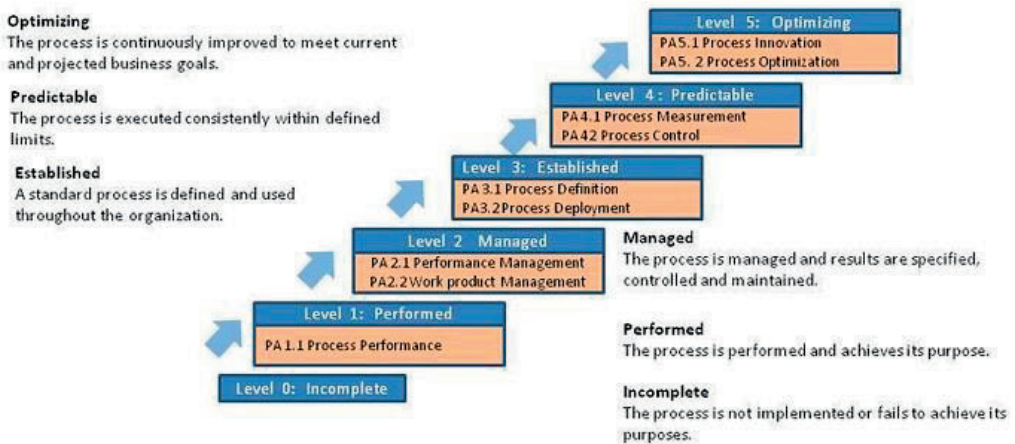 Optimizing
The process is continuously improved to meet current
and projected business goals.
Predictable
The process is executed consistently within defined
limits.
Established
A standard process is defined and used
throughout the organization.
Level 5: Optimizing
PA5.1 Process Innovation
PA5. 2 Process Optimization
Level 4: Predictable
PA4.1 Process Measurement
PA42 Process Control
Level 3: Established
PA 3.1 Process Definition
PA3.2 Process Deployment
Level 2 Managed
PA 2.1 Performance Management
PA2.2 Work product Management
Level 1: Performed
PA 1.1 Process Performance
Level 0: Incomplete
Managed
The process is managed and results are specified,
controlled and maintained.
Performed
The process is performed and achieves its purpose.
Incomplete
The process is not implemented or fails to achieve its
purposes.